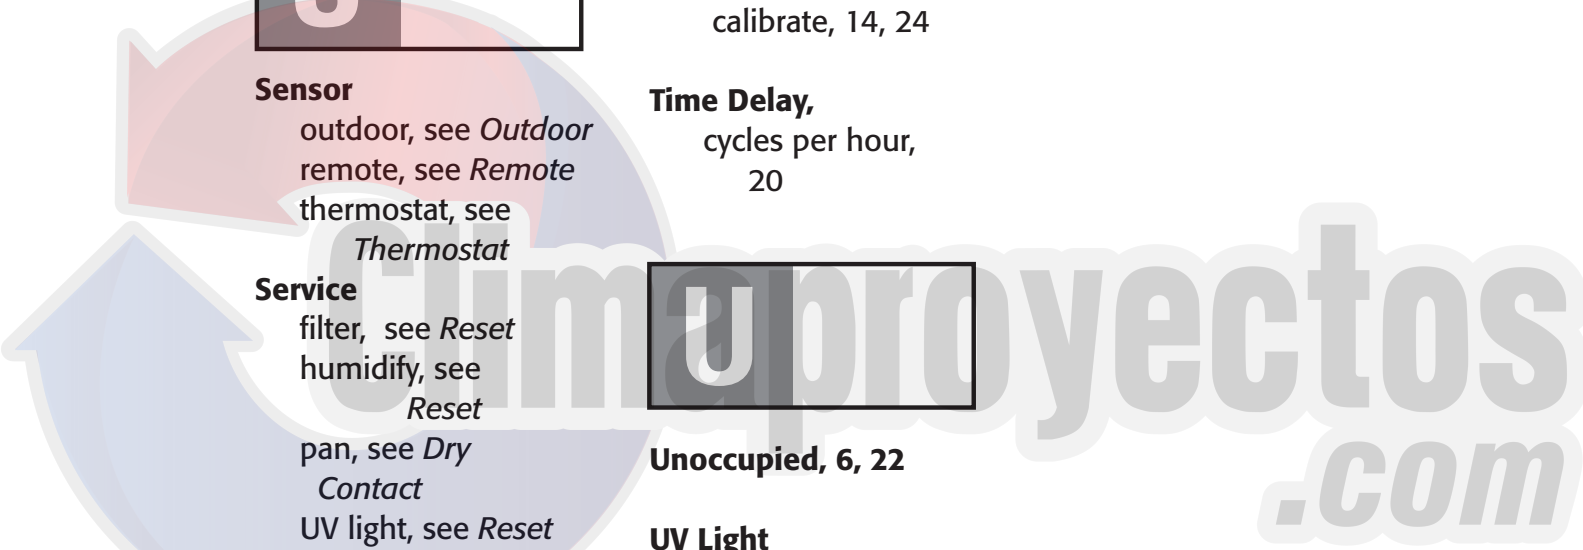 Sensor
outdoor, see Outdoor
remote, see Remote
thermostat, see
Thermostat
Service
filter, see Reset
humidify, see
Reset
pan, see Dry
Contact
UV light, see Reset
calibrate, 14, 24
Time Delay,
cycles per hour,
20
U
Unoccupied, 6, 22
UV Light
Climaproyectos
.com